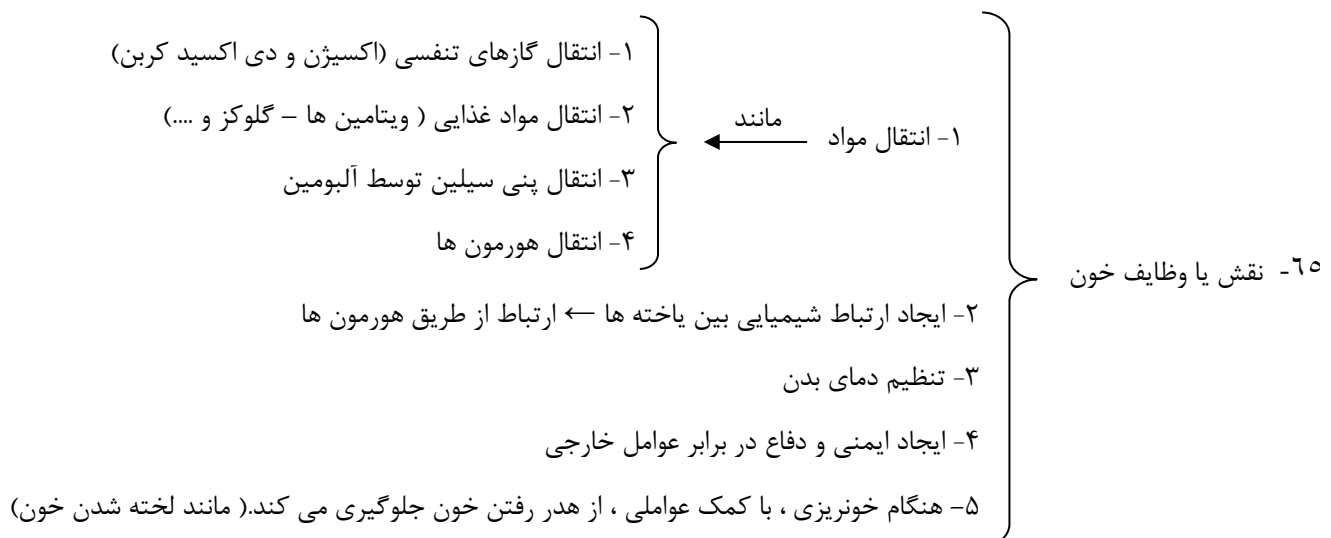 ۶۵- نقش یا وظایف خون
۱- انتقال مواد
مانند
۱- انتقال گازهای تنفسی (اکسیژن و دی اکسید کربن)
۲- انتقال مواد غذایی ( ویتامین ها – گلوکز و ....)
۳- انتقال پنی سیلین توسط آلبومین
۴- انتقال هورمون ها
۲- ایجاد ارتباط شیمیایی بین یاخته ها ← ارتباط از طریق هورمون ها
۳- تنظیم دمای بدن
۴- ایجاد ایمنی و دفاع در برابر عوامل خارجی
۵- هنگام خونریزی ، با کمک عواملی ، از هدر رفتن خون جلوگیری می کند.( مانند لخته شدن خون)